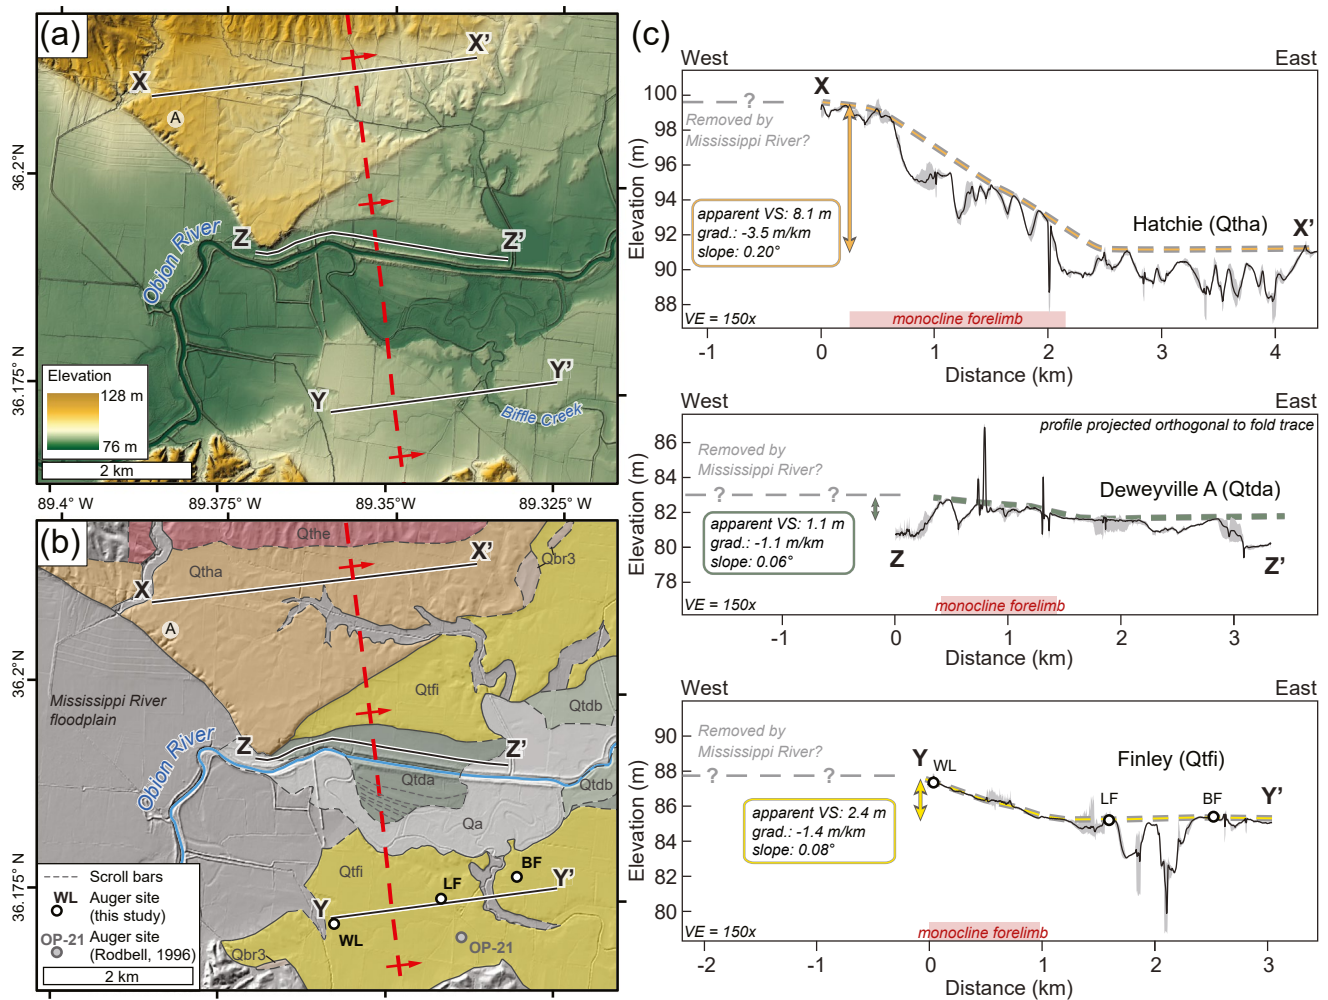 (a)
X
X'
A
36.2°N
Z
Z'
Obion River
Y
Y'
Biffle Creek
36.175° N
Elevation
128 m
76 m
2 km
89.4° W
89.375° W
89.35° W
89.325° W
(b)
Qthe
X
X'
Qtha
Qbr3
A
36.2°N
Mississippi River
floodplain
Qtfi
Qtdb
Obion River
Z
Z'
Qtda
Qtdb
Qa
36.175° N
Qtfi
BF
LF
Y
Y'
WL
OP-21
Qbr3
Scroll bars
WL
Auger site
(this study)
OP-21
Auger site
(Rodbell, 1996)
2 km
(c)
West
East
X
100
98
96
94
92
90
88
Elevation (m)
?
Removed by
Mississippi River?
apparent VS: 8.1 m
grad.: -3.5 m/km
slope: 0.20°
Hatchie (Qtha)
X'
VE = 150x
monocline forelimb
-1
0
1
2
3
4
Distance (km)
West
East
profile projected orthogonal to fold trace
86
84
82
80
78
Elevation (m)
Removed by
Mississippi River?
?
?
Deweyville A (Qtda)
apparent VS: 1.1 m
grad.: -1.1 m/km
slope: 0.06°
Z
Z'
VE = 150x
monocline forelimb
-1
0
1
2
3
Distance (km)
West
East
90
88
86
84
82
80
Elevation (m)
Removed by
Mississippi River?
?
?
Y
WL
Finley (Qtfi)
LF
BF
Y'
apparent VS: 2.4 m
grad.: -1.4 m/km
slope: 0.08°
VE = 150x
monocline forelimb
-2
-1
0
1
2
3
Distance (km)